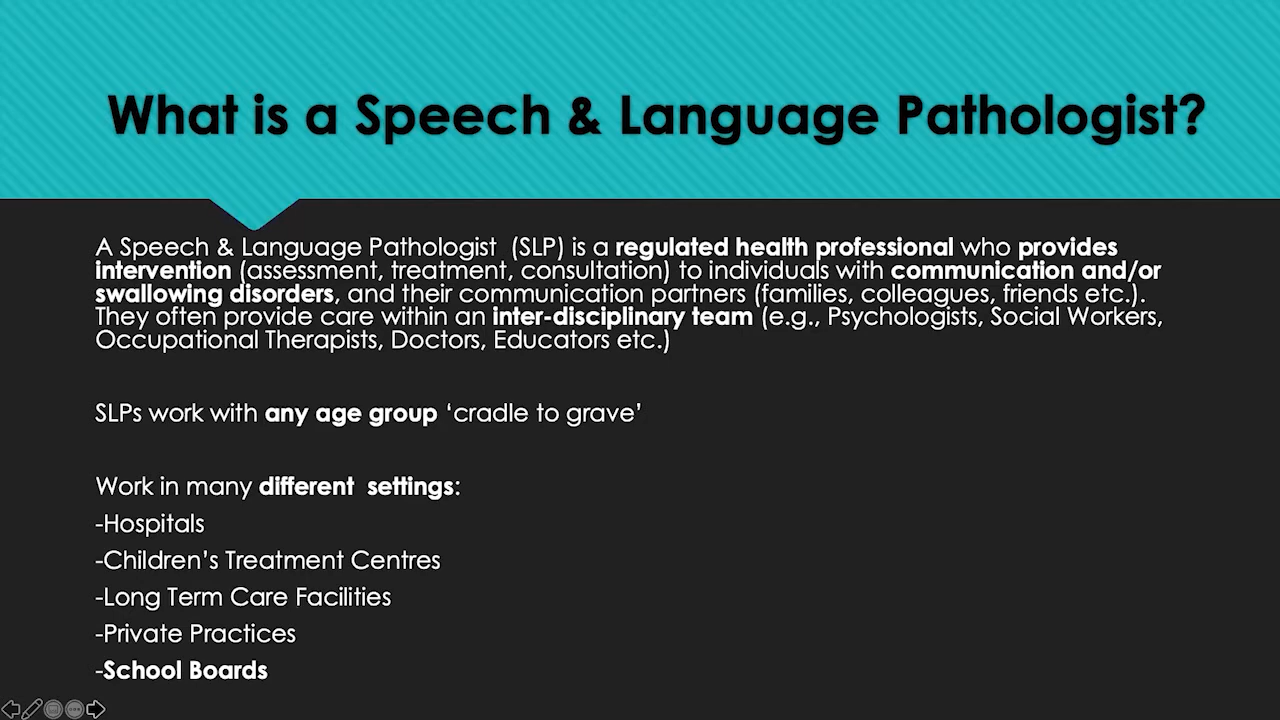 What is a Speech & Language Pathologist?
A Speech & Language Pathologist  (SLP) is a regulated health professional who provides
intervention (assessment, treatment, consultation) to individuals with communication and/or
swallowing disorders, and their communication partners (families, colleagues, friends etc.).
They often provide care within an inter-disciplinary team (e.g., Psychologists, Social Workers,
Occupational Therapists, Doctors, Educators etc.)
SLPs work with any age group ‘cradle to grave’
Work in many different  settings:
-Hospitals
-Children’s Treatment Centres
-Long Term Care Facilities
-Private Practices
-School Boards